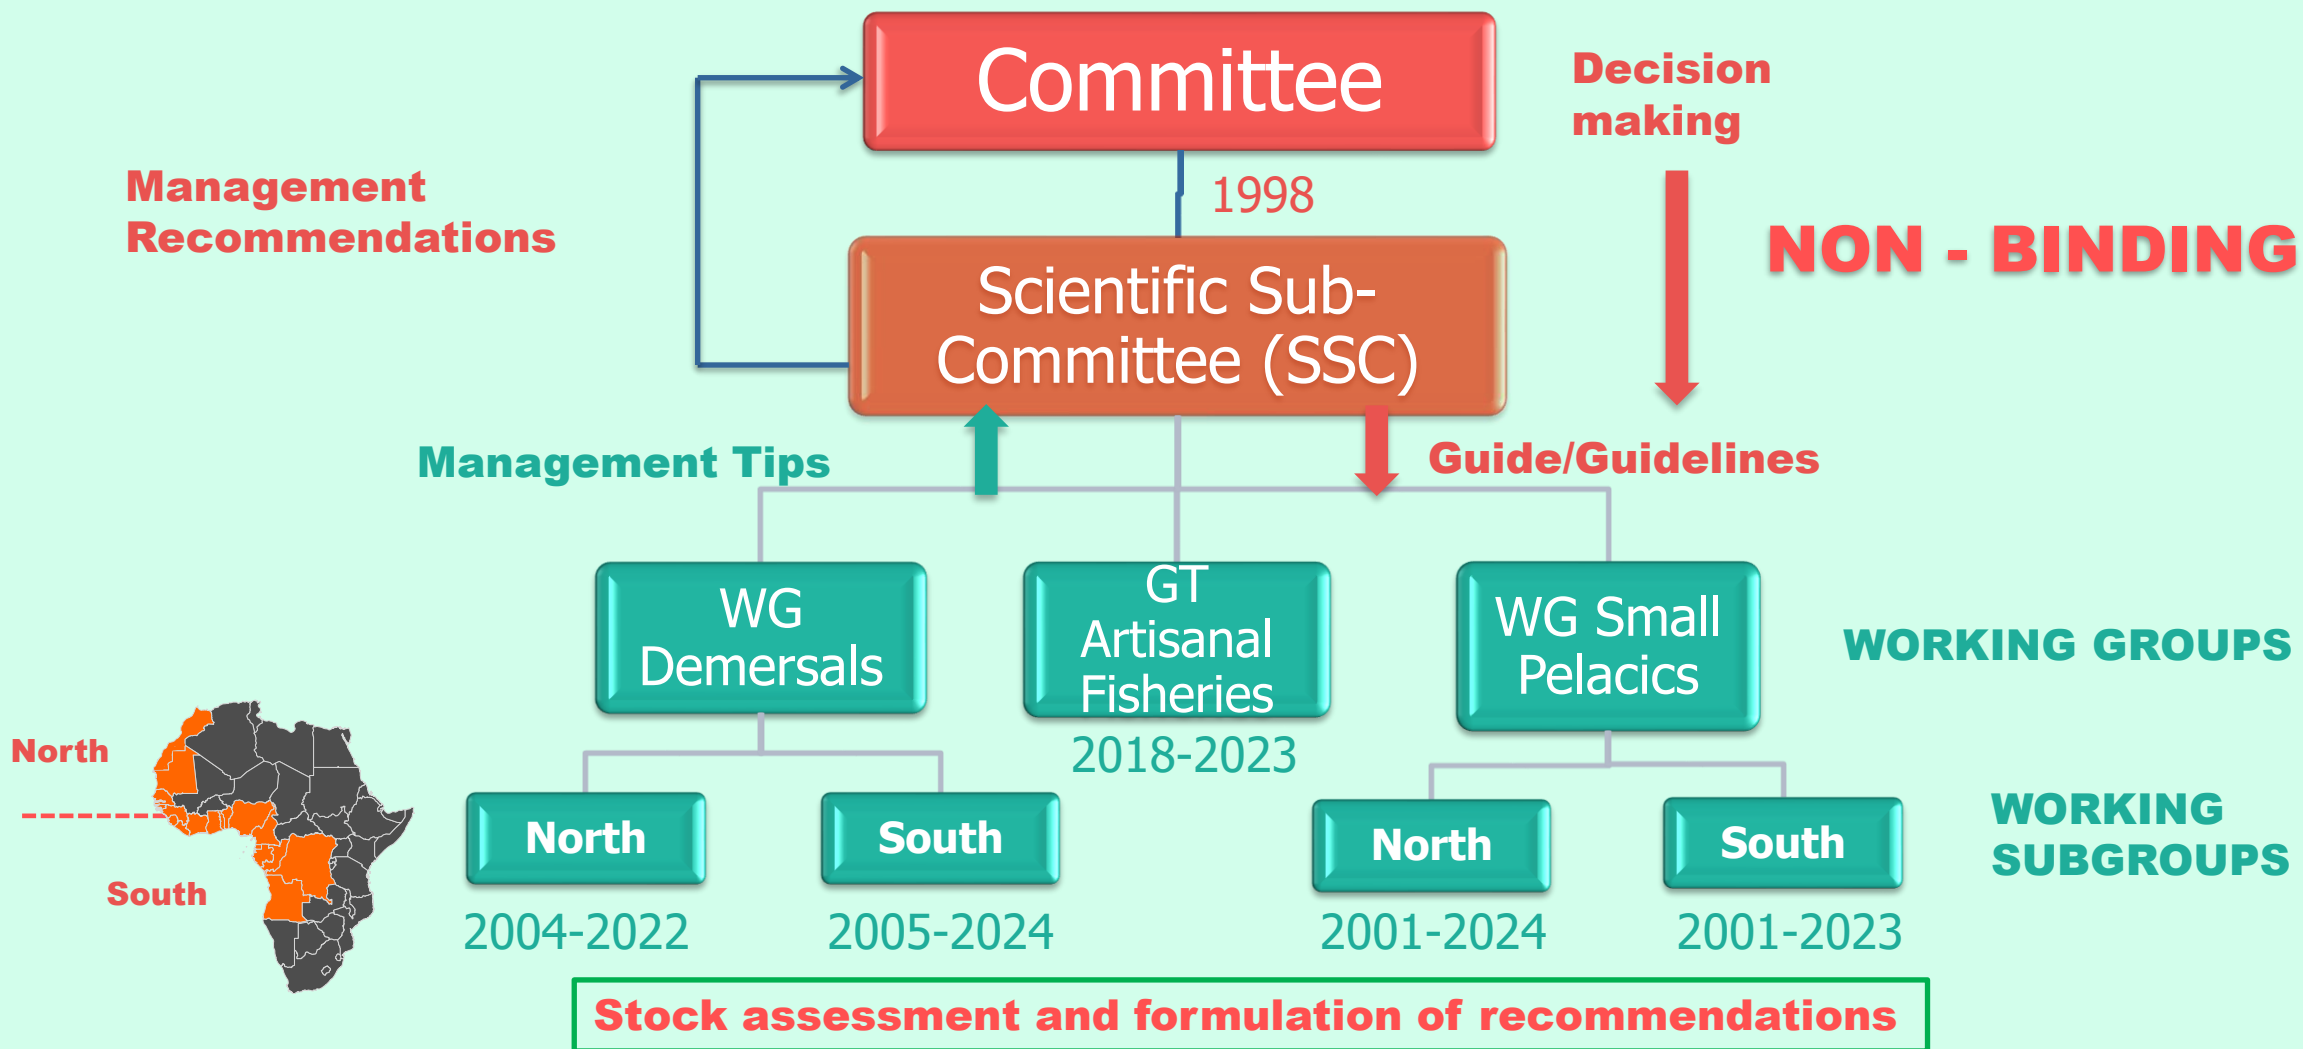 Committee
Decision
making
Management
Recommendations
1998
NON - BINDING
Scientific Sub-
Committee (SSC)
Management Tips
Guide/Guidelines
WG
Demersals
GT
Artisanal
Fisheries
WG Small
Pelacics
WORKING GROUPS
2018-2023
North
South
North
South
North
South
WORKING
SUBGROUPS
2004-2022
2005-2024
2001-2024
2001-2023
Stock assessment and formulation of recommendations